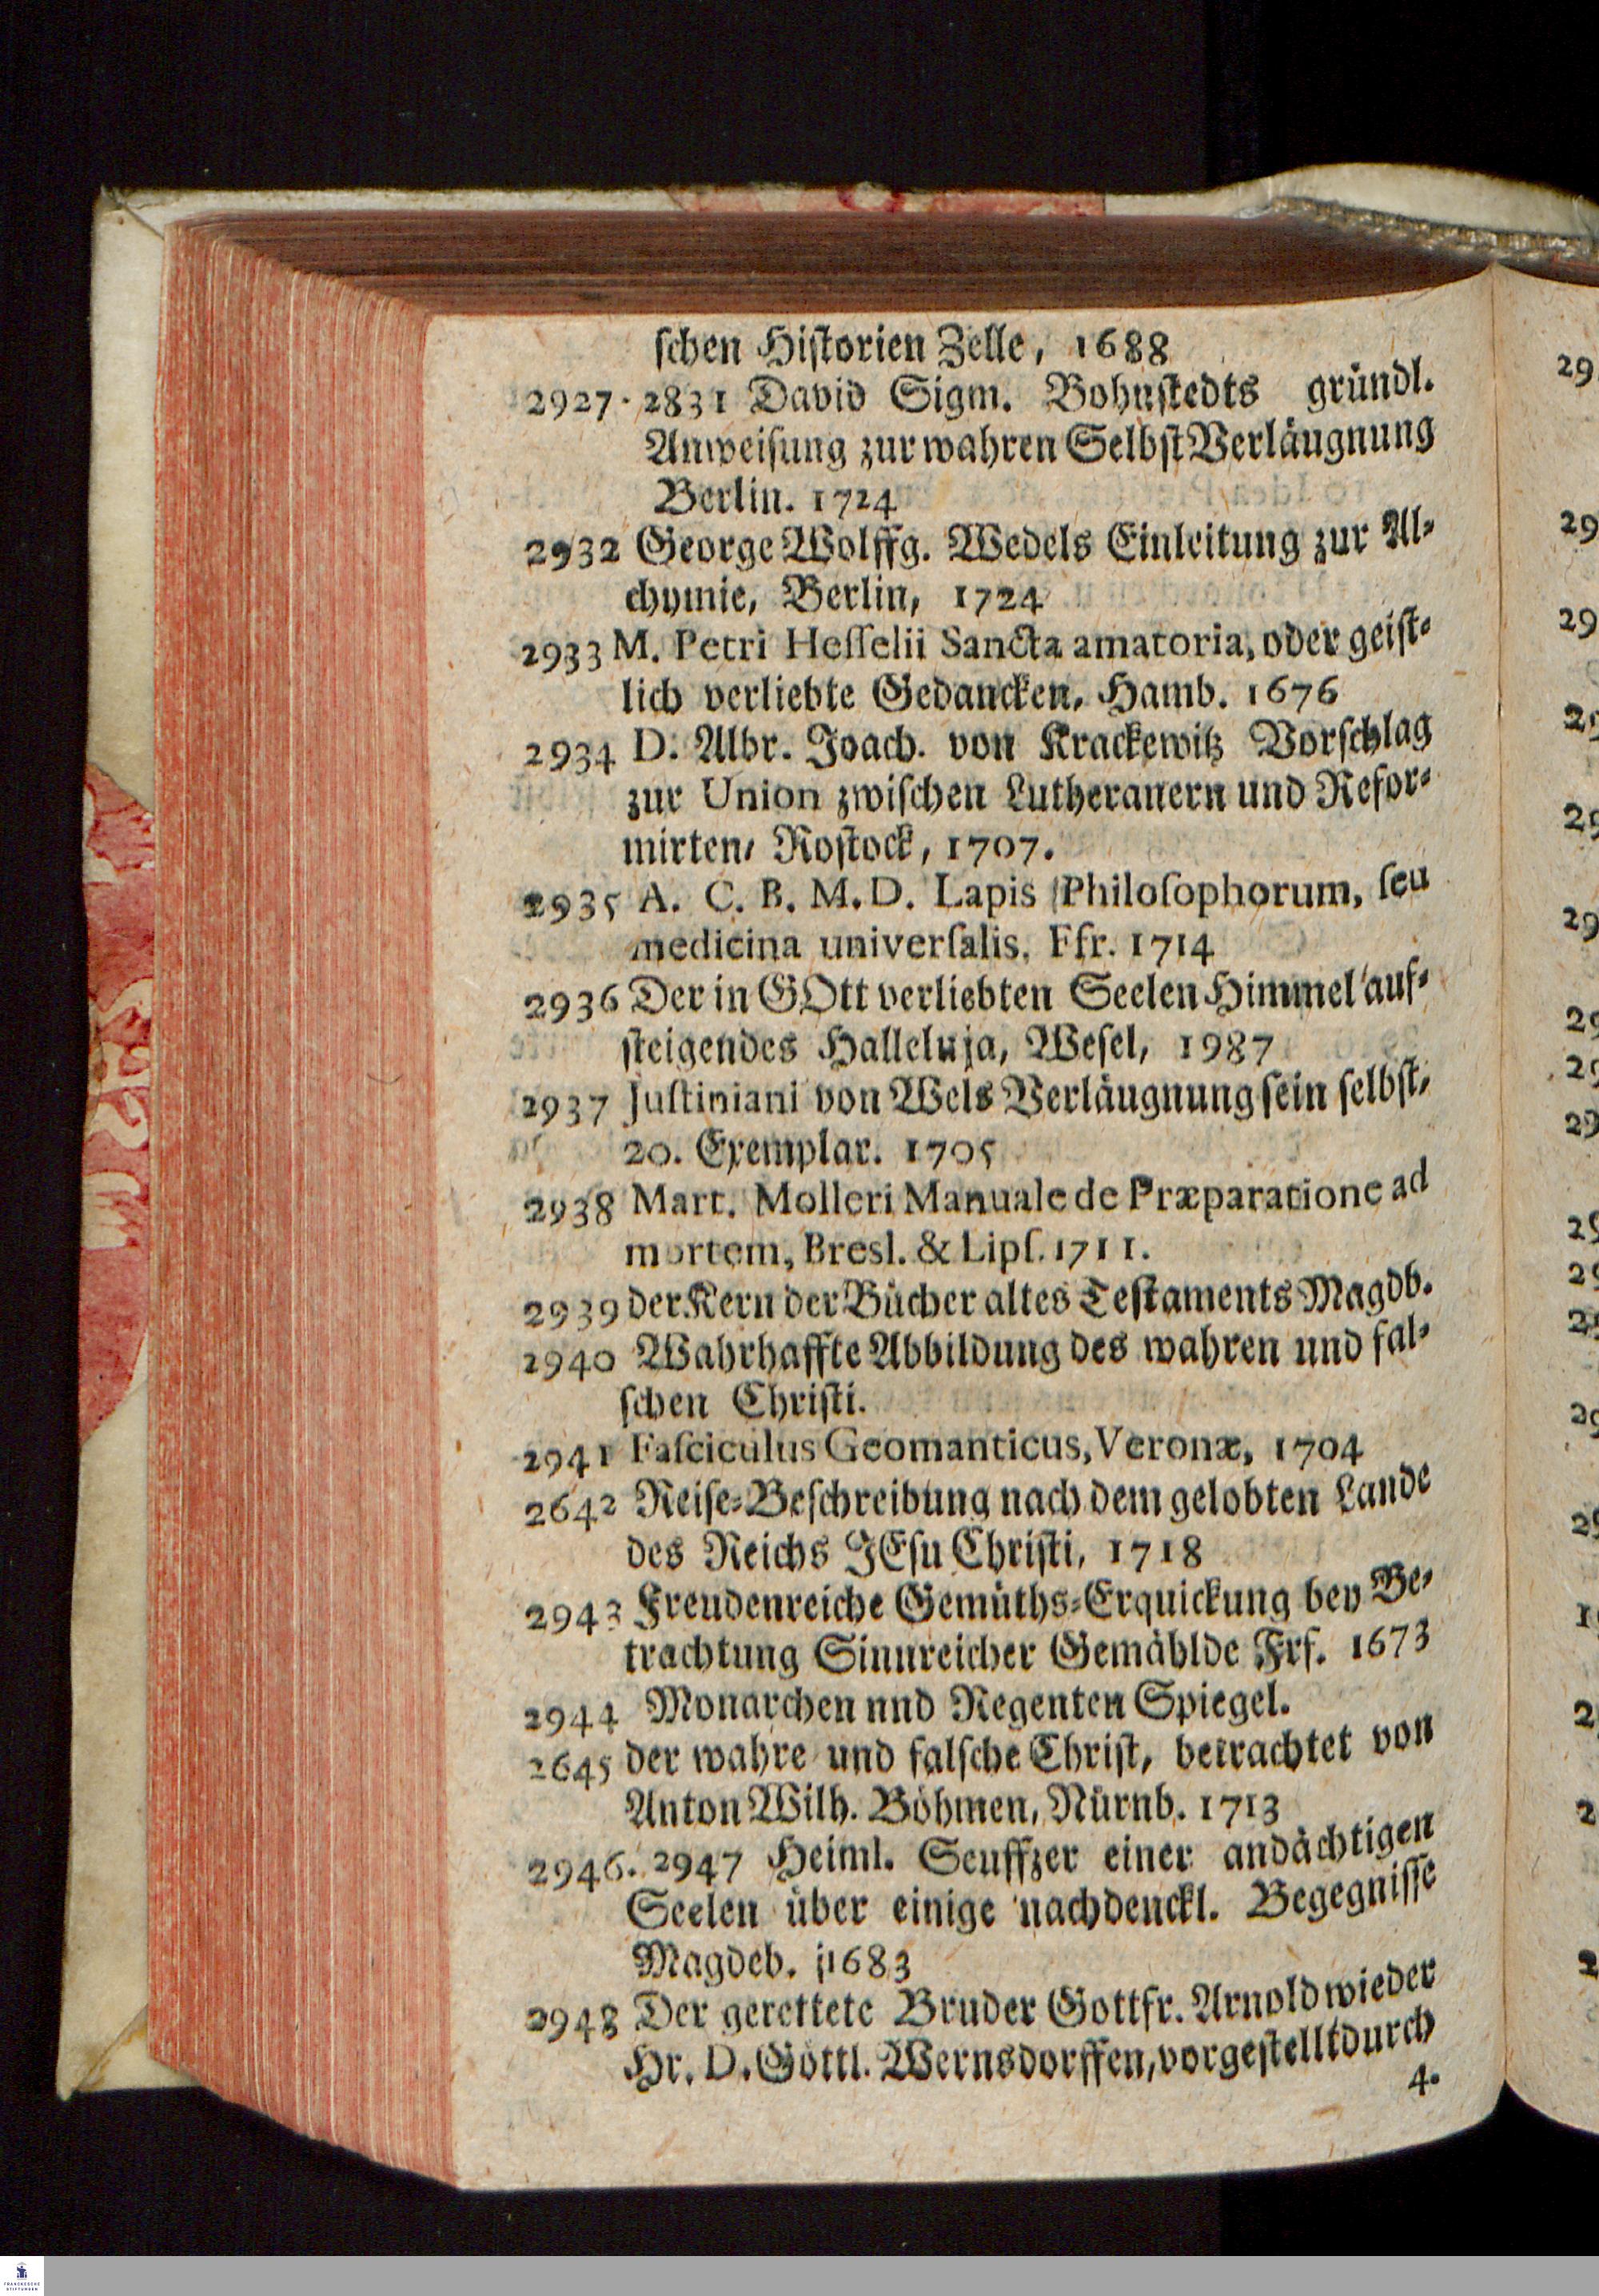 schen Historien Zelle, 1688
2927. 2831 David Sigm. Bohnstedts gründl.
Anweisung zur wahren Selbst Verläugnung
Berlin. 1724
2932 George Wolffg. Wedels Einleitung zur Al-
chymie, Berlin, 1724
2933 M. Petri Hesselii Sancta amatoria, oder geist-
lich verliebte Gedancken, Hamb. 1676
2934 D. Albr. Joach. von Krackewitz Vorschlag
zur Union zwischen Lutheranern und Refor-
mirten, Rostock, 1707.
2935 A. C. B. M. D. Lapis Philosophorum, seu
medicina universalis, Ffr. 1714
2936 Der in GOtt verliebten Seelen Himmel auf-
steigendes Halleluja, Wesel, 1987
2937 Justiniani von Wels Verläugnung sein selbst,
20. Exemplar. 1705
2938 Mart. Molleri Manuale de Præparatione ad
mortem, Bresl. & Lips. 1711.
2939 der Kern der Bücher altes Testaments Magdb.
2940 Wahrhaffte Abbildung des wahren und fal-
schen Christi.
2941 Fasciculus Geomanticus, Veronæ, 1704
2642 Reise-Beschreibung nach dem gelobten Lande
des Reichs JEsu Christi, 1718
2943 Freudenreiche Gemüths-Erquickung bey Be-
trachtung Sinnreicher Gemählde Frf. 1673
2944 Monarchen nnd Regenten Spiegel.
2645 der wahre und falsche Christ, betrachtet von
Anton Wilh. Böhmen, Nürnb. 1713
2946. 2947 Heiml. Seuffzer einer andächtigen
Seelen über einige nachdenckl. Begegnisse
Magdeb. 1683
2948 Der gerettete Bruder Gottfr. Arnold wieder
Hr. D. Gottl. Wernsdorffen, vorgestellt durch
4.
FRANCKESCHE
STIFTUNGEN